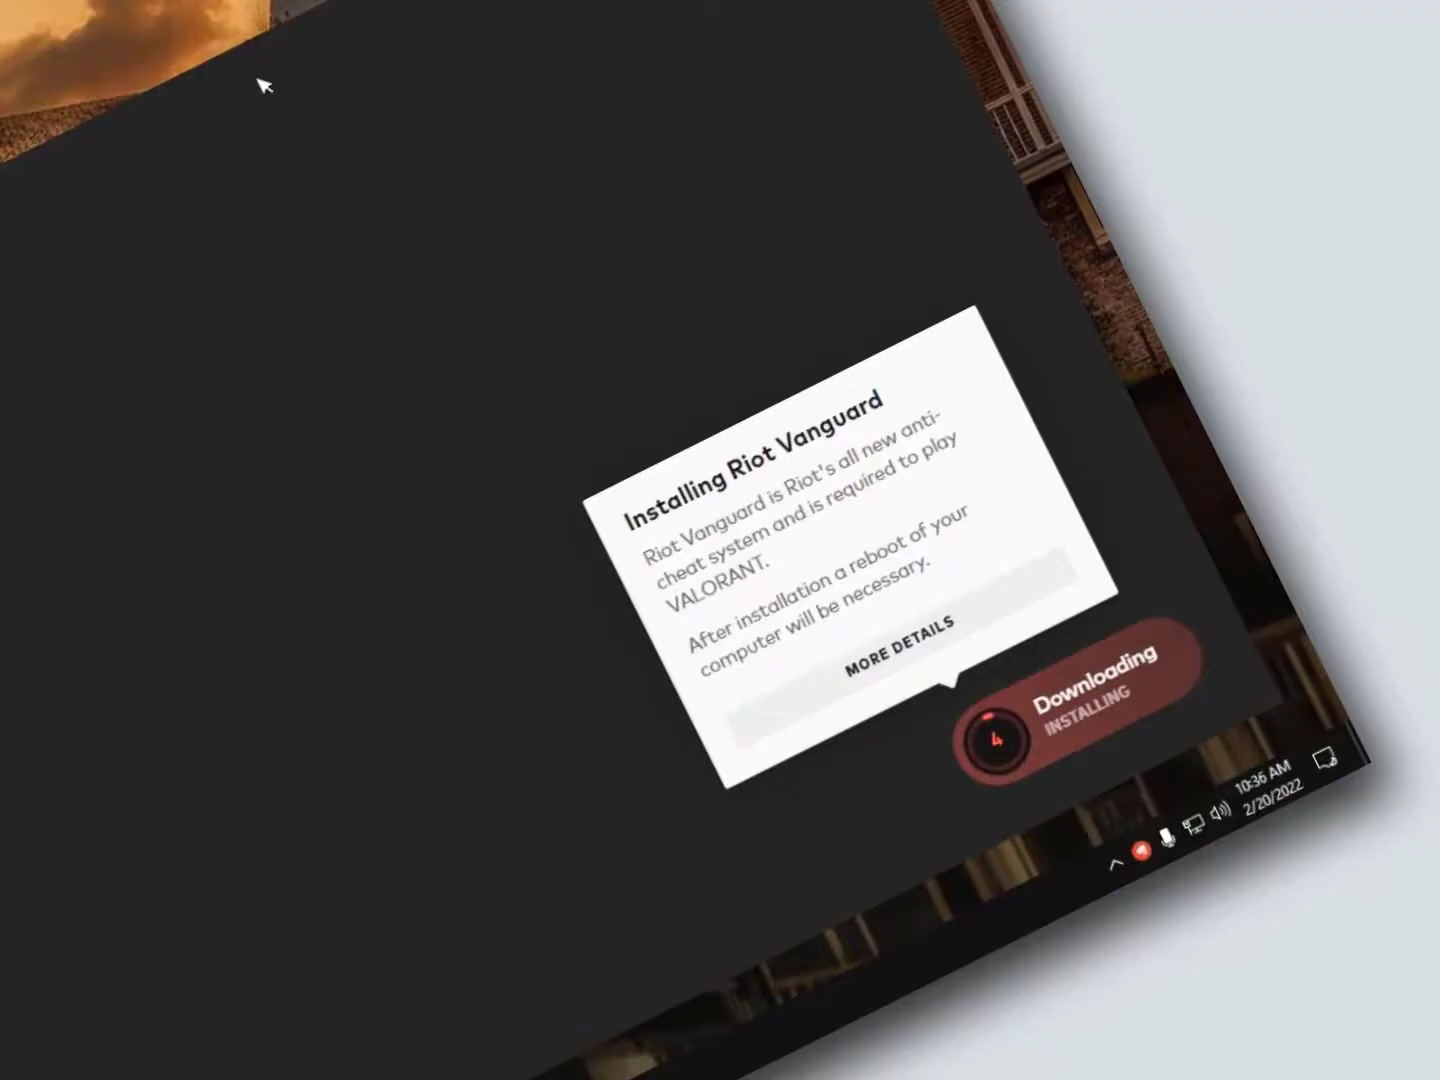 Installing Riot Vanguard
Riot Vanguard is Riot's all new anti-
cheat system and is required to play
VALORANT.
After installation a reboot of your
computer will be necessary.
MORE DETAILS
Downloading
INSTALLING
4
10:36 AM
2/20/2022